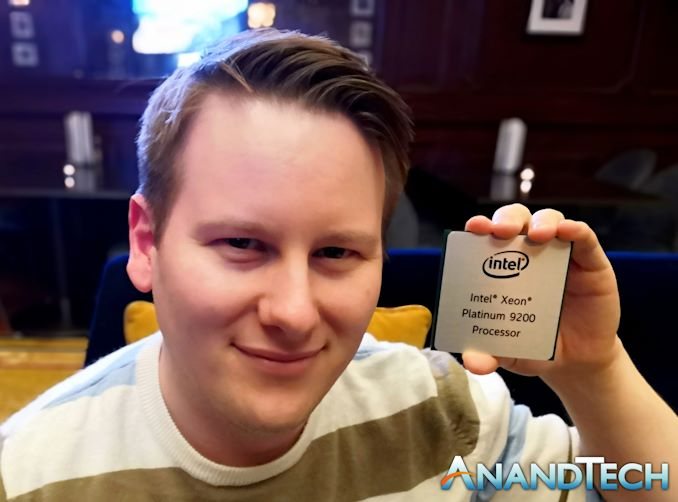 intel®
Intel® Xeon®
Platinum 9200
Processor
ANANDTECH